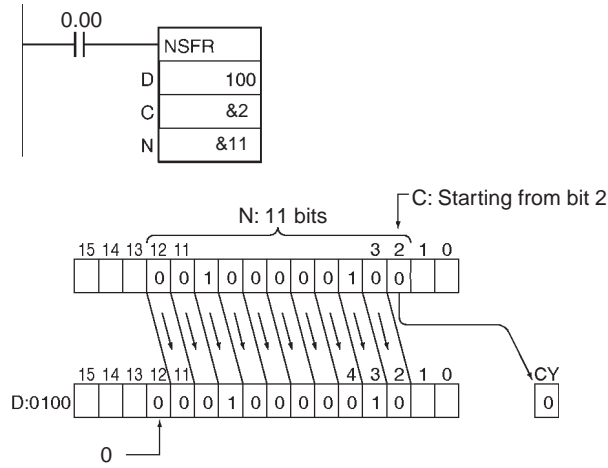 0.00
NSFR
D 100
C &2
N &11
C: Starting from bit 2
N: 11 bits
15 14 13 12 11 3 2 1 0
0 0 1 0 0 0 0 0 1 0 0
15 14 13 12 11 4 3 2 1 0 CY
D:0100 0 0 0 1 0 0 0 0 0 1 0 0
0